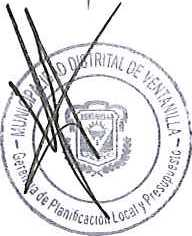 MUNICIPALIDAD DISTRITAL DE VENTANILLA
Gerencia de Planificación Local y Presupuesto